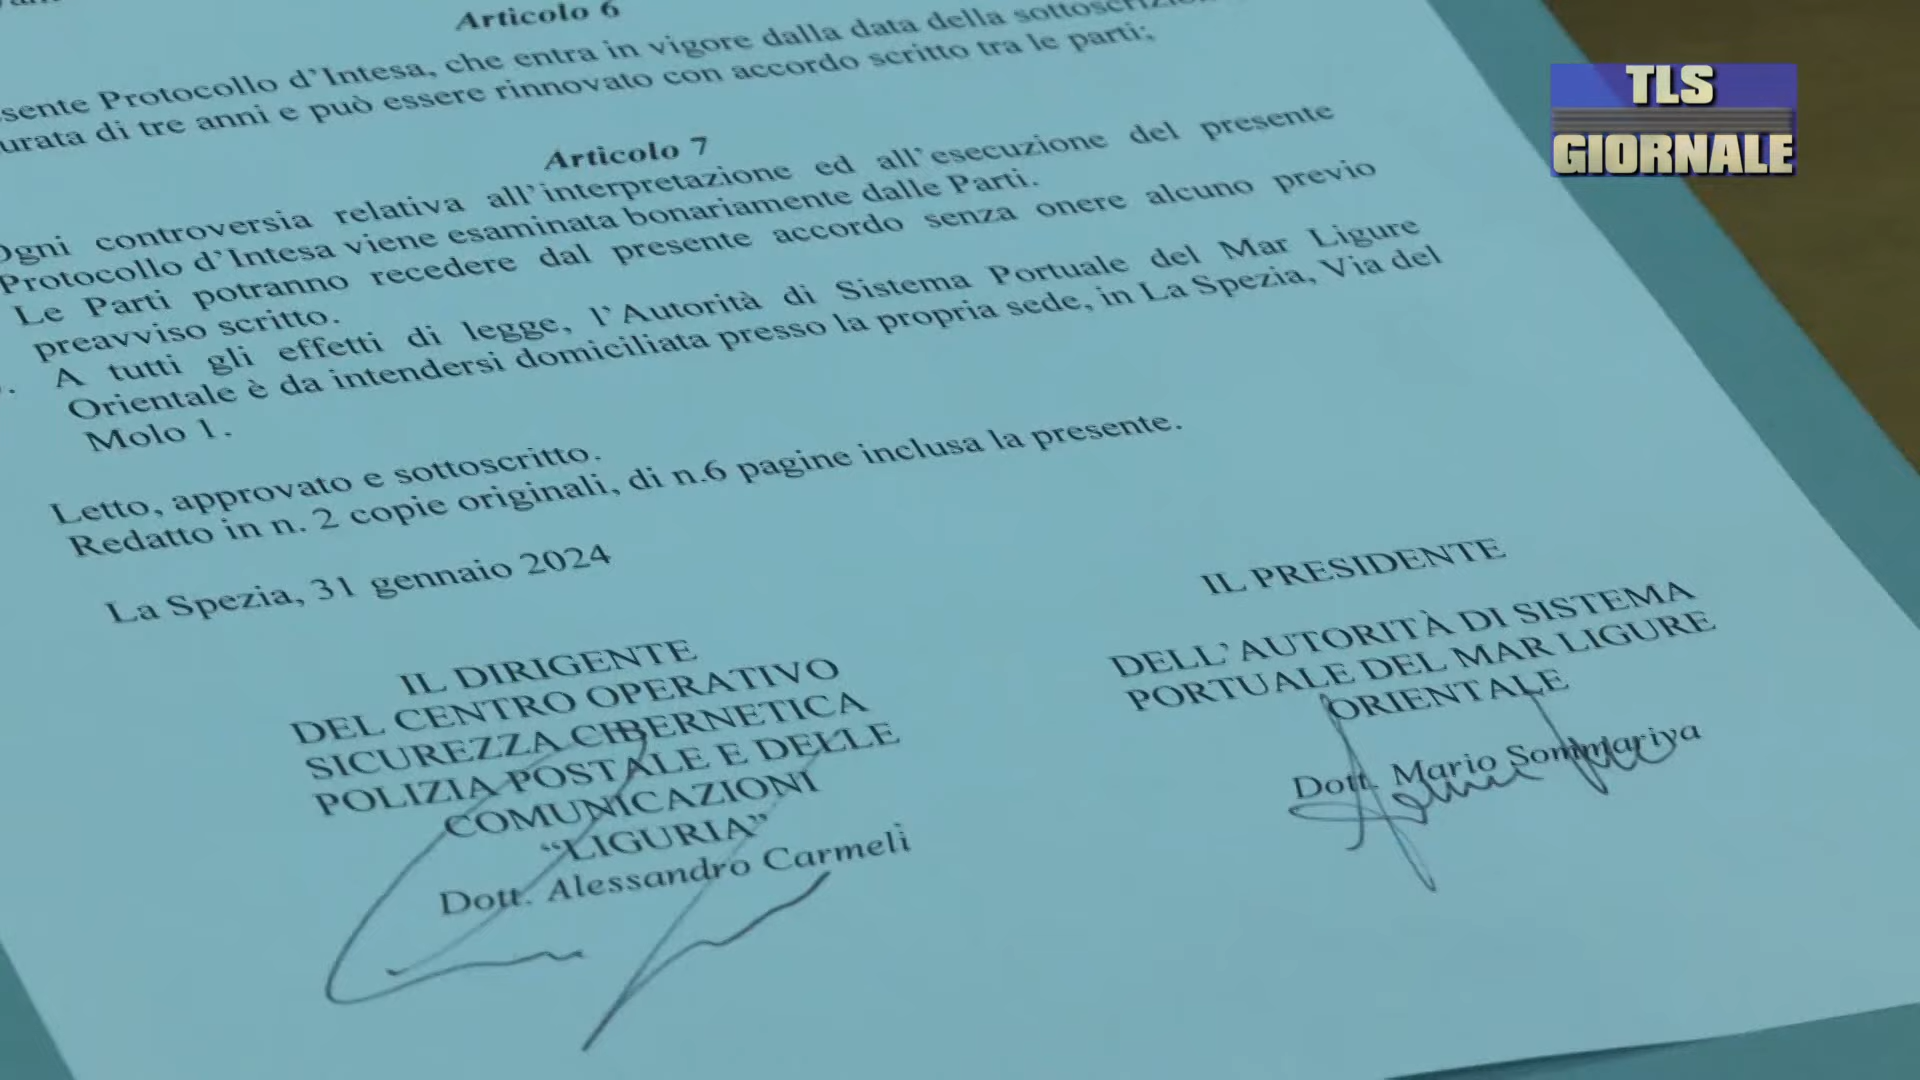 Articolo 6
sente Protocollo d'Intesa, che entra in vigore dalla data della
urata di tre anni e può essere rinnovato con accordo scritto tra le parti;
Articolo 7
Ogni controversia relativa all'interpretazione ed all'esecuzione del presente
Protocollo d'Intesa viene esaminata bonariamente dalle Parti.
Le Parti potranno recedere dal presente accordo senza onere alcuno previo
preavviso scritto.
A tutti gli effetti di legge, l'Autorità di Sistema Portuale del Mar Ligure
Orientale è da intendersi domiciliata presso la propria sede, in La Spezia, Via del
Molo 1.
Letto, approvato e sottoscritto.
Redatto in n. 2 copie originali, di n.6 pagine inclusa la presente.
La Spezia, 31 gennaio 2024
IL DIRIGENTE
DEL CENTRO OPERATIVO
SICUREZZA CIBERNETICA
POLIZIA POSTALE E DELLE
COMUNICAZIONI
“LIGURIA”
Dott. Alessandro Carmeli
IL PRESIDENTE
DELL'AUTORITÀ DI SISTEMA
PORTUALE DEL MAR LIGURE
ORIENTALE
Dott. Mario Sommariva
TLS
GIORNALE